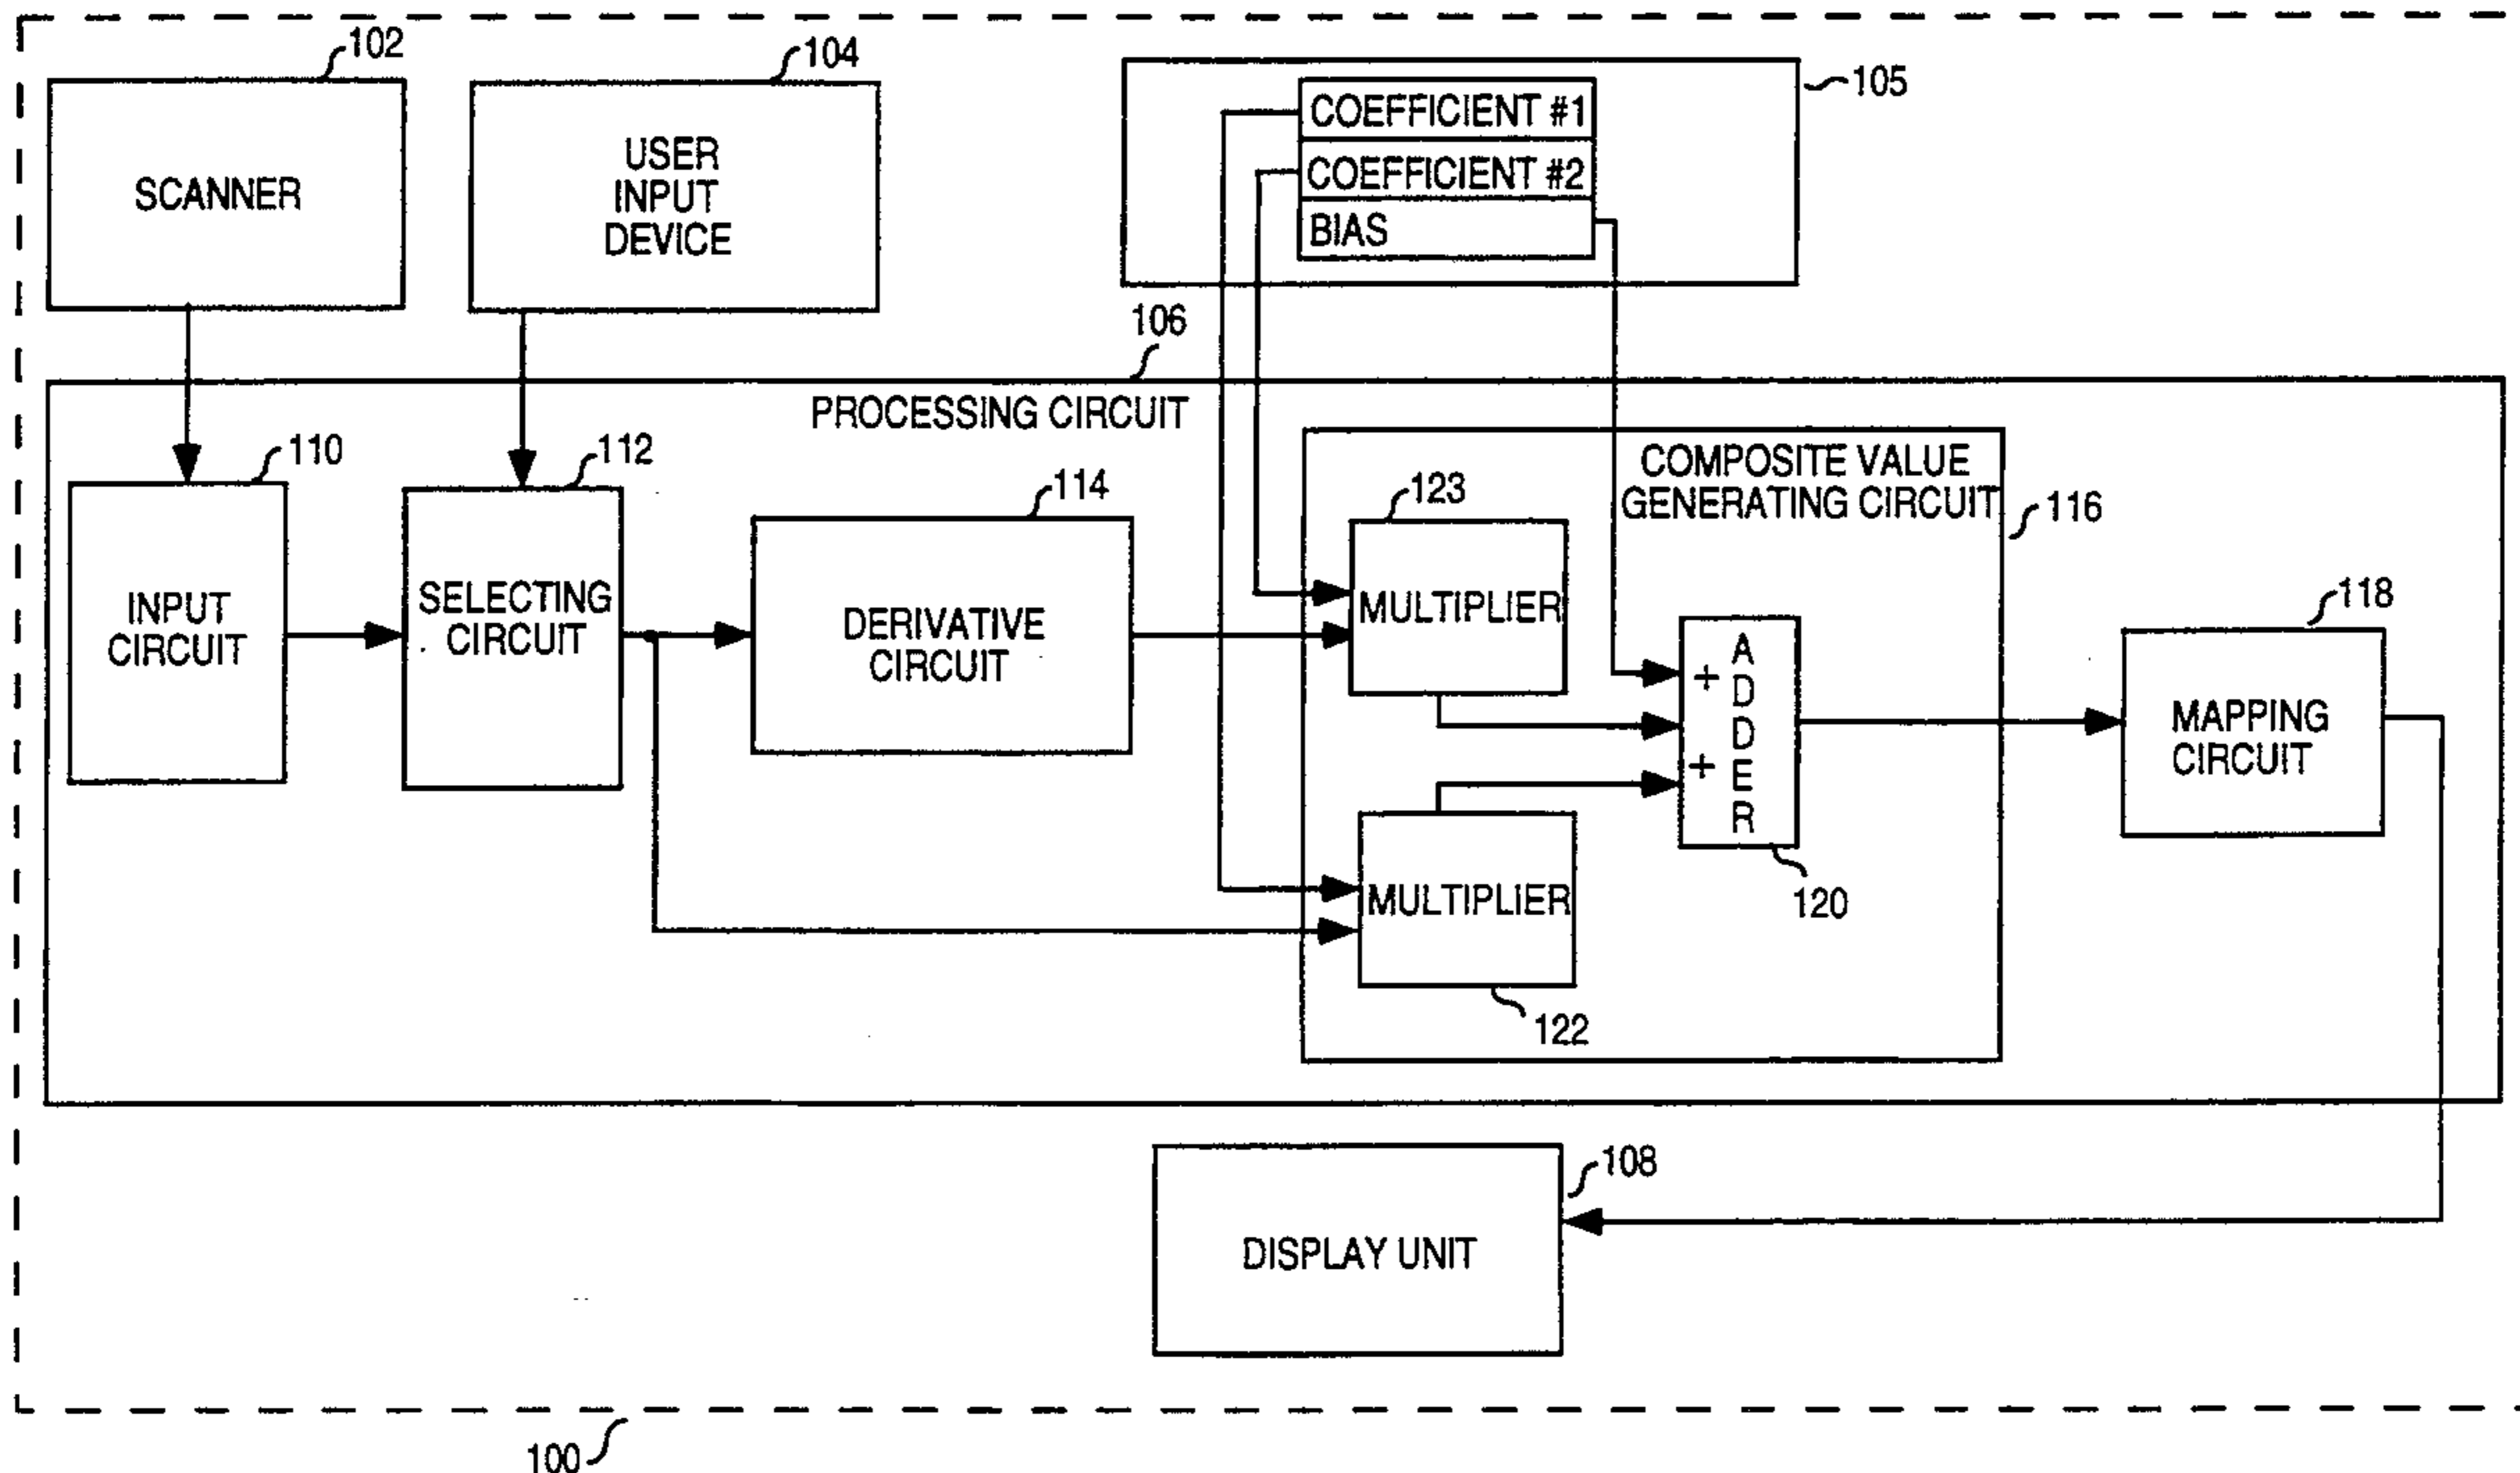 102
104
105
SCANNER
USER
INPUT
DEVICE
COEFFICIENT #1
COEFFICIENT #2
BIAS
106
PROCESSING CIRCUIT
110
112
114
COMPOSITE VALUE
GENERATING CIRCUIT
116
123
118
INPUT
CIRCUIT
SELECTING
CIRCUIT
DERIVATIVE
CIRCUIT
MULTIPLIER
+
+
A
D
D
E
R
MAPPING
CIRCUIT
MULTIPLIER
120
122
108
DISPLAY UNIT
100